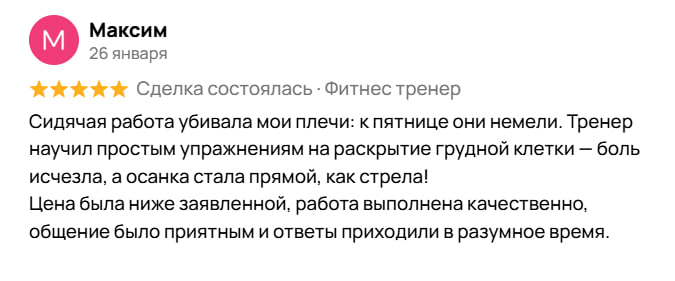 М
Максим
26 января
Сделка состоялась · Фитнес тренер
Сидячая работа убивала мои плечи: к пятнице они немели. Тренер
научил простым упражнениям на раскрытие грудной клетки — боль
исчезла, а осанка стала прямой, как стрела!
Цена была ниже заявленной, работа выполнена качественно,
общение было приятным и ответы приходили в разумное время.